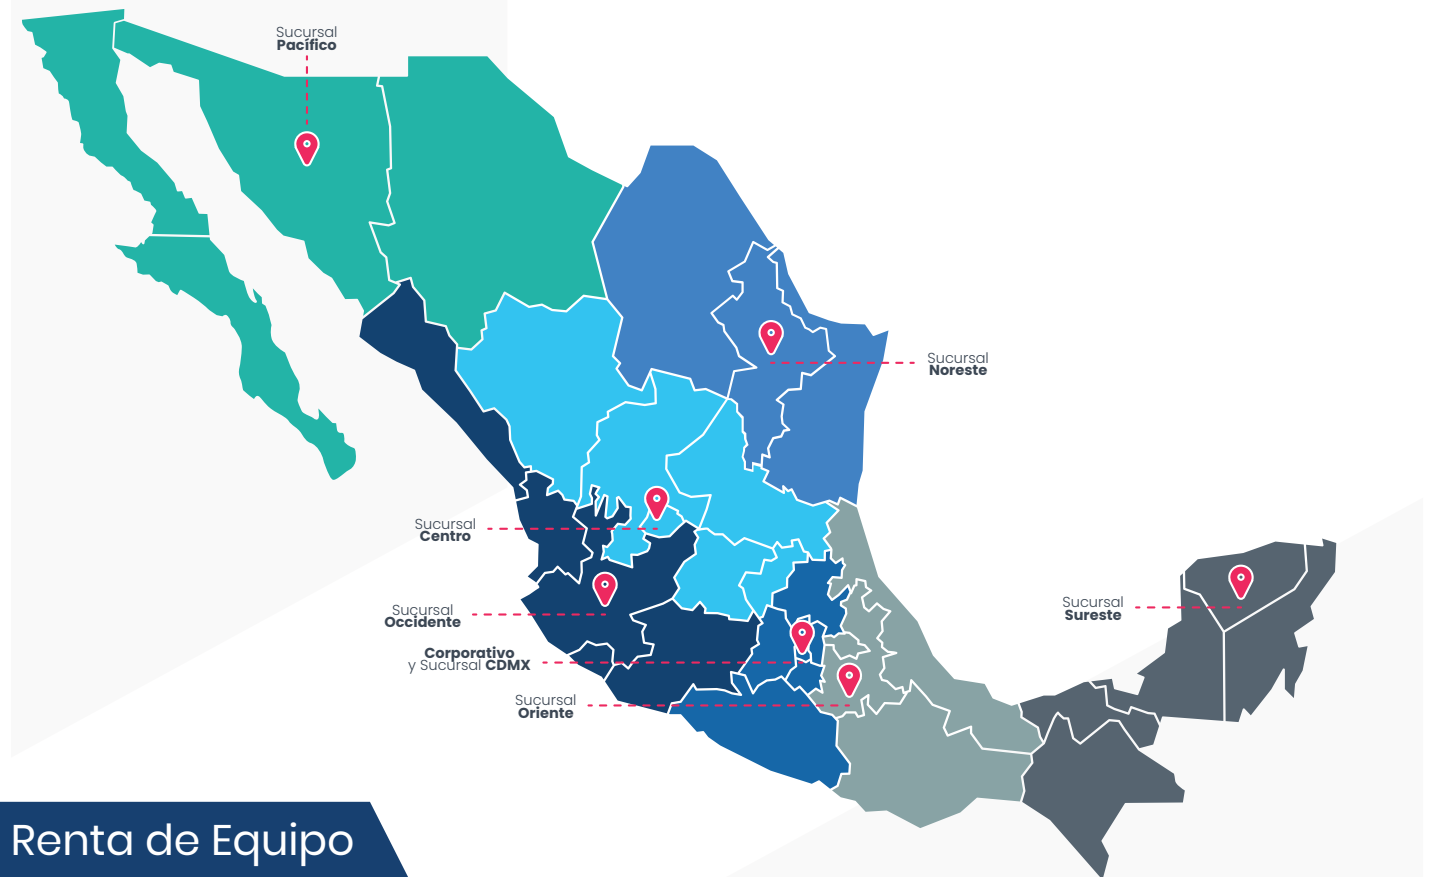 Sucursal
Pacífico
Sucursal
Noreste
Sucursal
Centro
Sucursal
Sureste
Sucursal
Occidente
Corporativo
y Sucursal CDMX
Sucursal
Oriente
Renta de Equipo